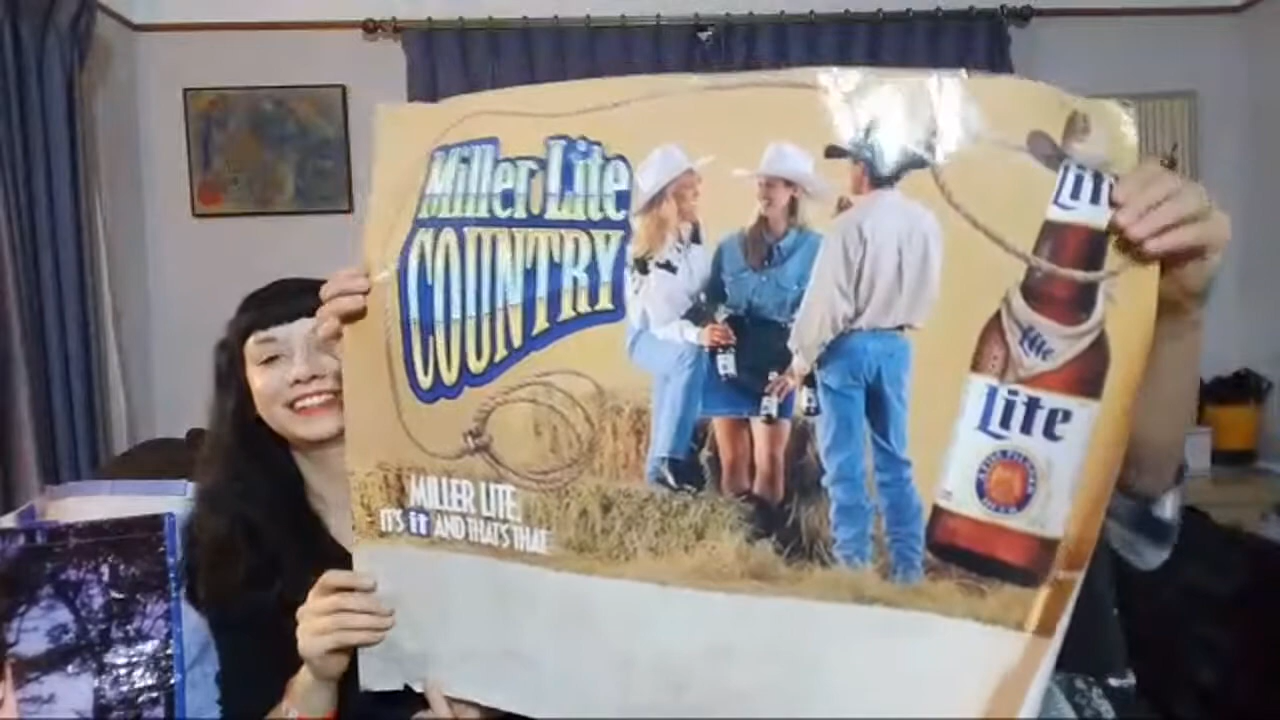 Miller Lite
COUNTRY
MILLER LITE.
IT'S it AND THAT'S THAT.
Lite
Lite
Lite